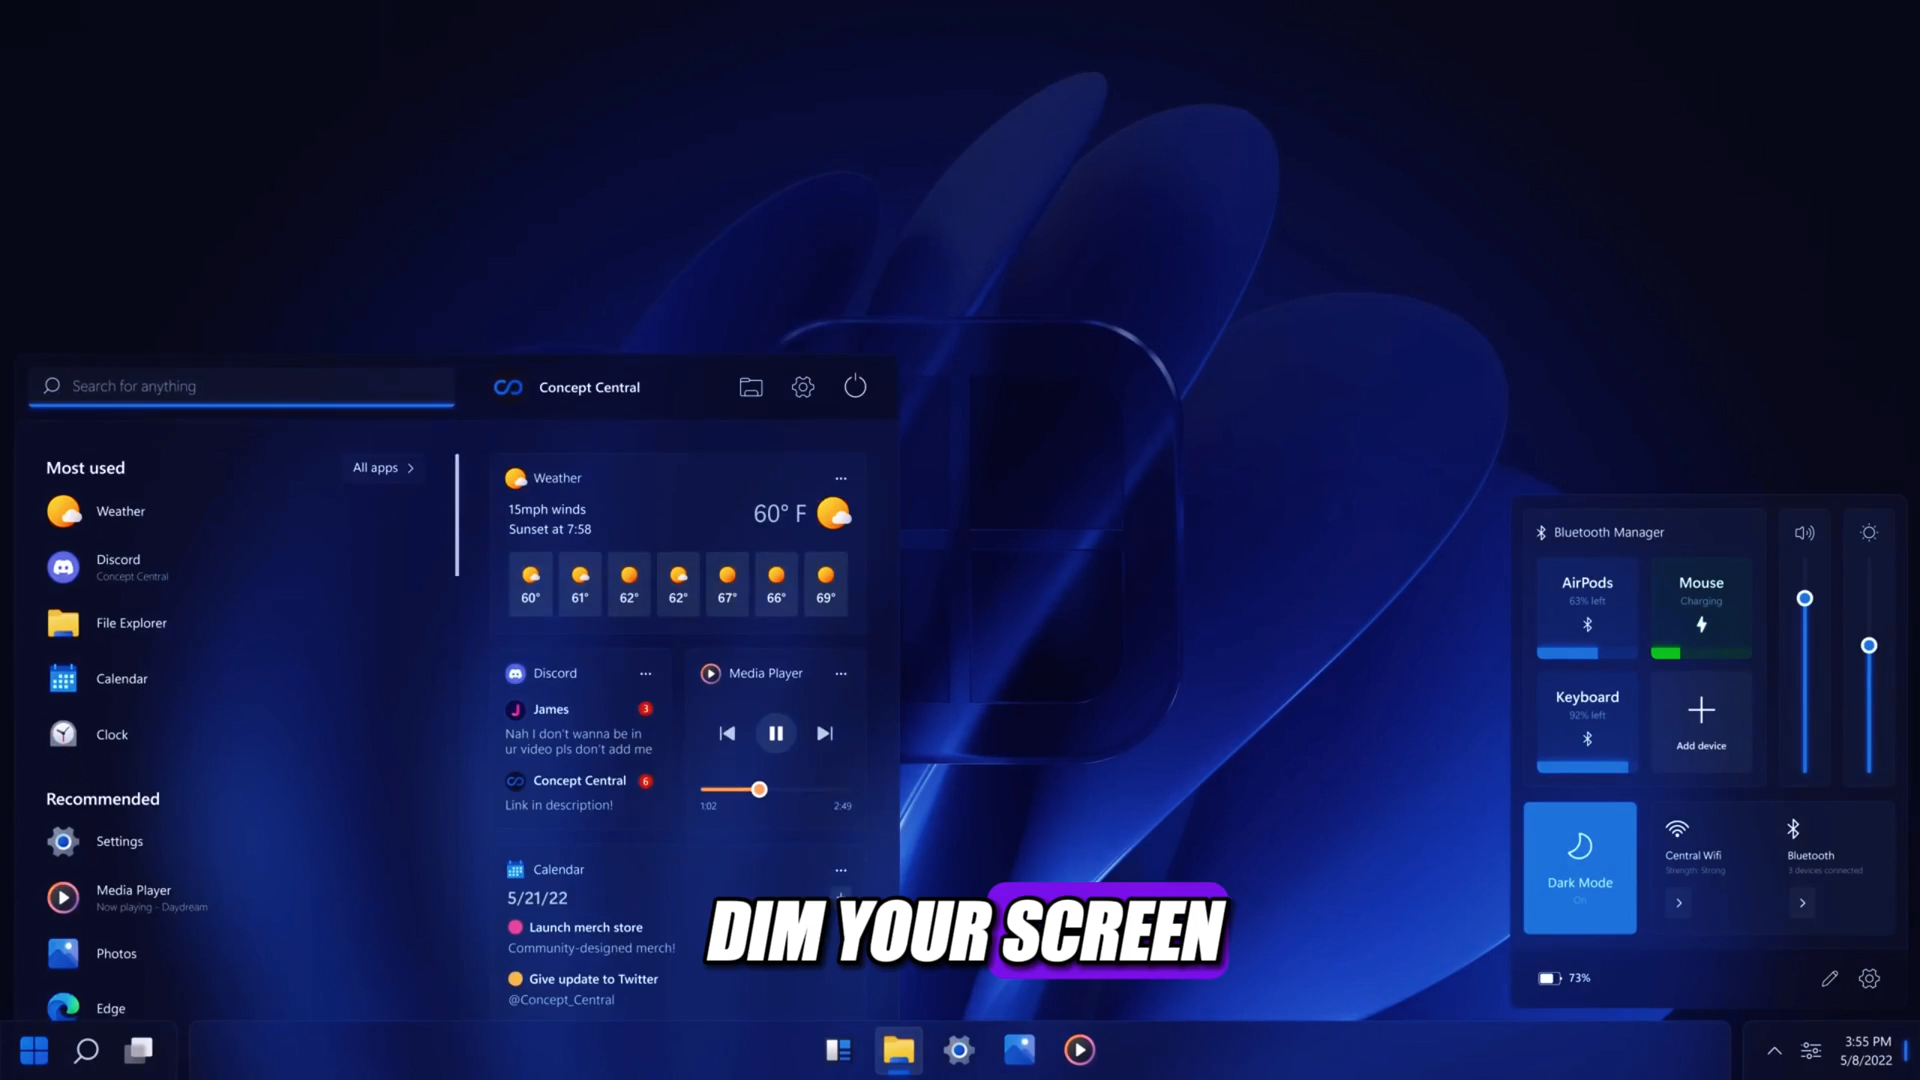 Search for anything
Concept Central
Most used
All apps
Weather
Discord
Concept Central
File Explorer
Calendar
Clock
Recommended
Settings
Media Player
Now playing - Daydream
Photos
Edge
Weather
15mph winds
Sunset at 7:58
60° F
60° 61° 62° 62° 67° 66° 69°
Discord
James
3
Nah I don't wanna be in
ur video pls don't add me
Concept Central
6
Link in description!
Media Player
1:02
2:49
Calendar
5/21/22
Launch merch store
Community-designed merch!
Give update to Twitter
@Concept_Central
DIM YOUR SCREEN
Bluetooth Manager
AirPods
63% left
Mouse
Charging
Keyboard
92% left
Add device
Dark Mode
On
Central Wifi
Strength: Strong
Bluetooth
3 devices connected
73%
3:55 PM
5/8/2022